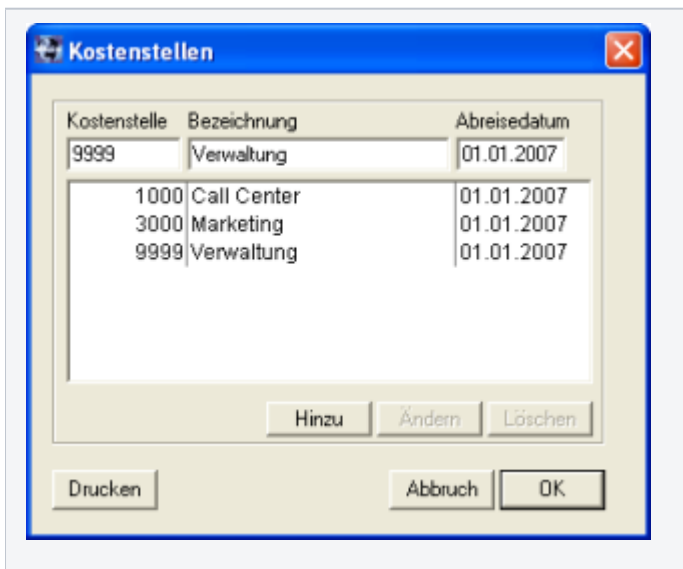 Kostenstellen
Kostenstelle Bezeichnung Abreisedatum
9999 Verwaltung 01.01.2007
1000 Call Center 01.01.2007
3000 Marketing 01.01.2007
9999 Verwaltung 01.01.2007
Hinzu Ändern Löschen
Drucken Abbruch OK